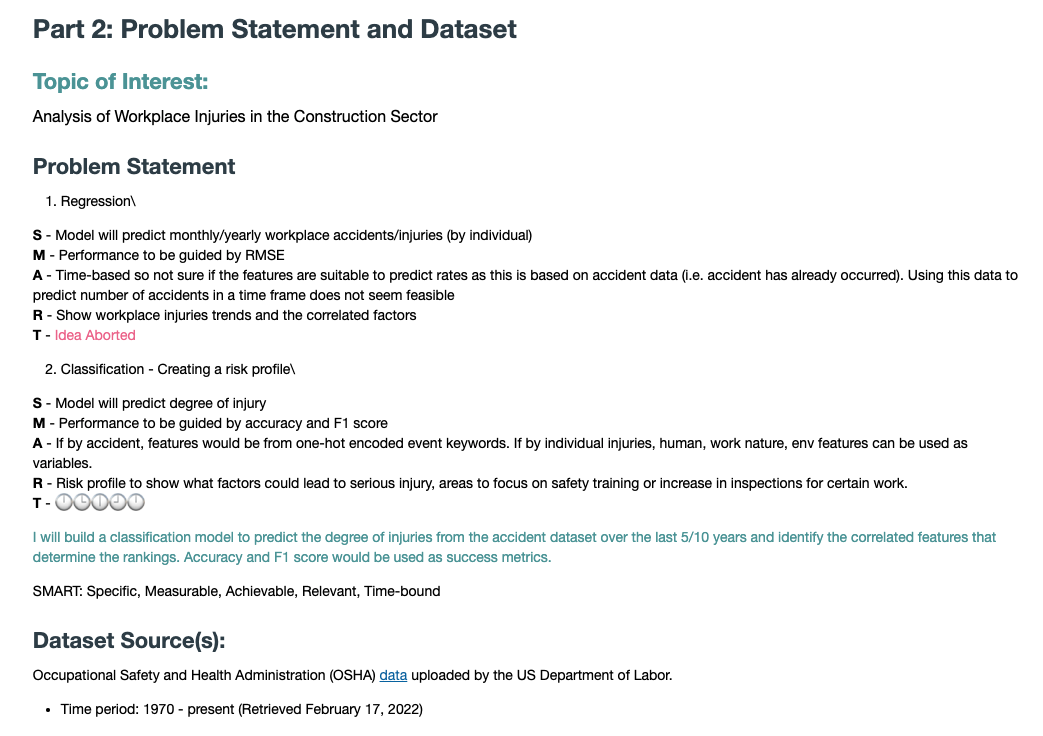 Part 2: Problem Statement and Dataset
Topic of Interest:
Analysis of Workplace Injuries in the Construction Sector
Problem Statement
1. Regression\
S - Model will predict monthly/yearly workplace accidents/injuries (by individual)
M - Performance to be guided by RMSE
A - Time-based so not sure if the features are suitable to predict rates as this is based on accident data (i.e. accident has already occurred). Using this data to
predict number of accidents in a time frame does not seem feasible
R - Show workplace injuries trends and the correlated factors
T - Idea Aborted
2. Classification - Creating a risk profile\
S - Model will predict degree of injury
M - Performance to be guided by accuracy and F1 score
A - If by accident, features would be from one-hot encoded event keywords. If by individual injuries, human, work nature, env features can be used as
variables.
R - Risk profile to show what factors could lead to serious injury, areas to focus on safety training or increase in inspections for certain work.
T - 🕛🕒🕕🕘🕛
I will build a classification model to predict the degree of injuries from the accident dataset over the last 5/10 years and identify the correlated features that
determine the rankings. Accuracy and F1 score would be used as success metrics.
SMART: Specific, Measurable, Achievable, Relevant, Time-bound
Dataset Source(s):
Occupational Safety and Health Administration (OSHA) data uploaded by the US Department of Labor.
• Time period: 1970 - present (Retrieved February 17, 2022)